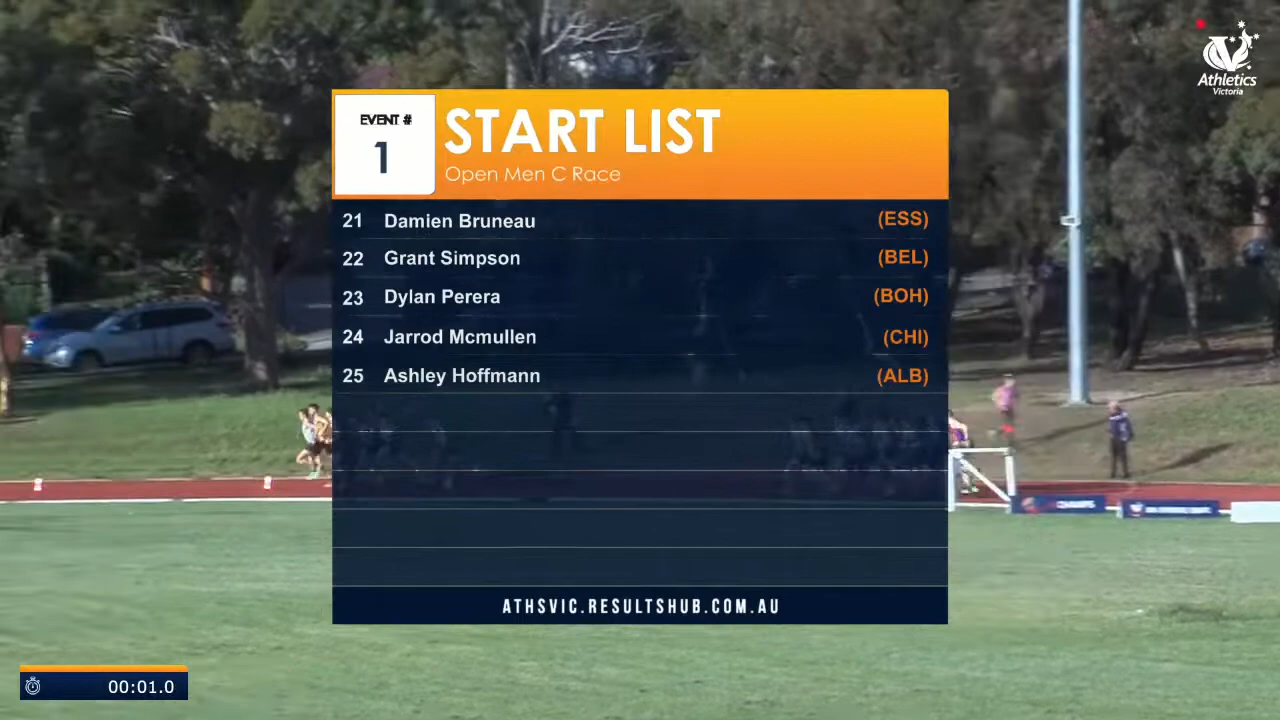 Athletics
Victoria
EVENT #
1
START LIST
Open Men C Race
21 Damien Bruneau (ESS)
22 Grant Simpson (BEL)
23 Dylan Perera (BOH)
24 Jarrod Mcmullen (CHI)
25 Ashley Hoffmann (ALB)
ATHSVIC.RESULTSHUB.COM.AU
00:01.0